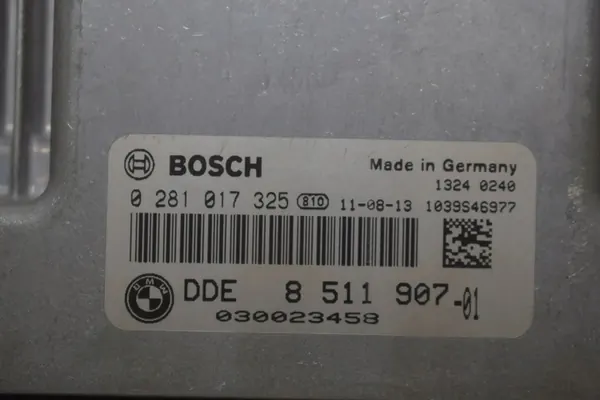 BOSCH
Made in Germany
1324 0240
0 281 017 325 810 11-08-13 1039S46977
BMW
DDE 8 511 907-01
030023458